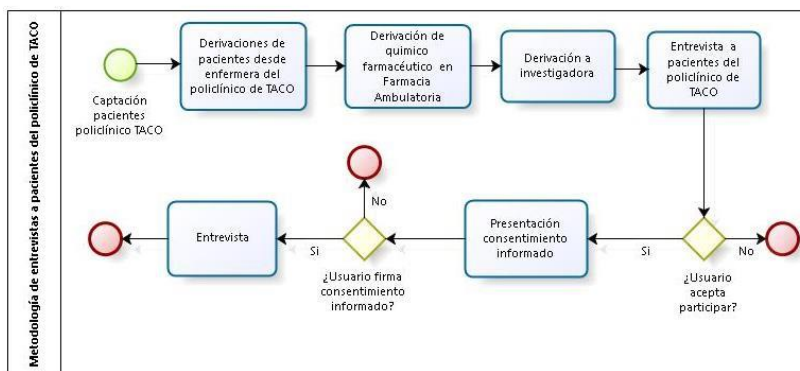 Metodología de entrevistas a pacientes del policlínico de TACO
Captación
pacientes
policlínico TACO
Derivaciones de
pacientes desde
enfermera del
policlínico de TACO
Derivación de
quimico
farmacéutico en
Farmacia
Ambulatoria
Derivación a
investigadora
Entrevista a
pacientes del
policlínico de
TACO
¿Usuario
acepta
participar?
No
Si
Presentación
consentimiento
informado
¿Usuario firma
consentimiento
informado?
No
Si
Entrevista